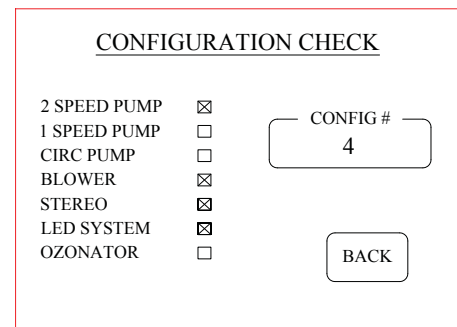 CONFIGURATION CHECK
2 SPEED PUMP ☒
1 SPEED PUMP ☐
CIRC PUMP ☐
BLOWER ☒
STEREO ☒
LED SYSTEM ☒
OZONATOR ☐
CONFIG #
4
BACK